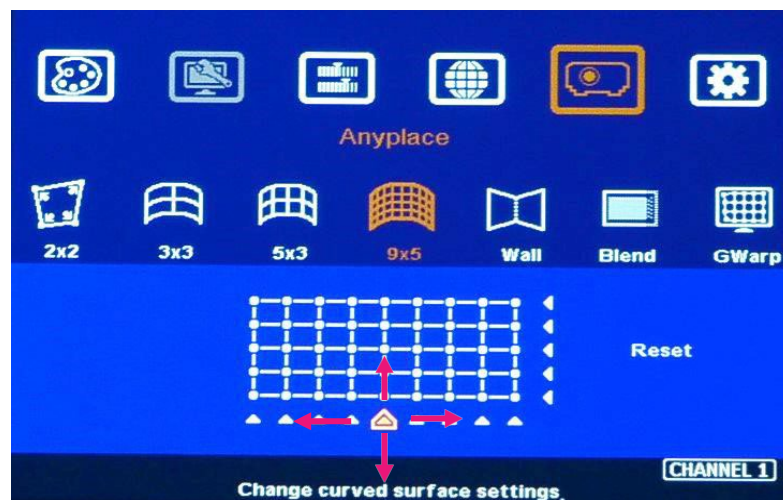 Anyplace
2x2 3x3 5x3 9x5 Wall Blend GWarp
Reset
CHANNEL 1
Change curved surface settings.